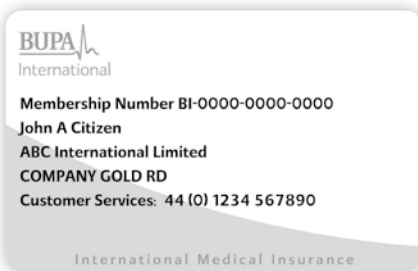 BUPA
International
Membership Number BI-0000-0000-0000
John A Citizen
ABC International Limited
COMPANY GOLD RD
Customer Services: 44 (0) 1234 567890
International Medical Insurance